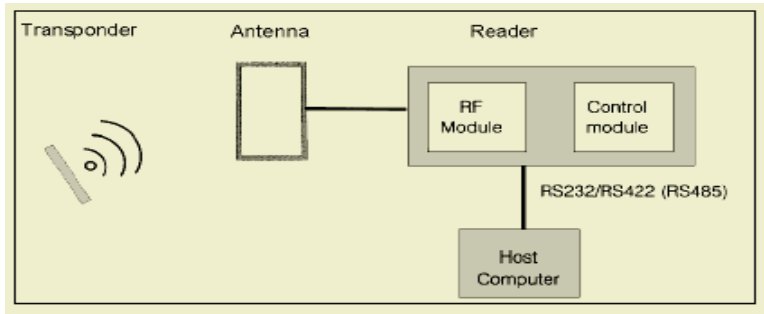 Transponder
Antenna
Reader
RF
Module
Control
module
RS232/RS422 (RS485)
Host
Computer